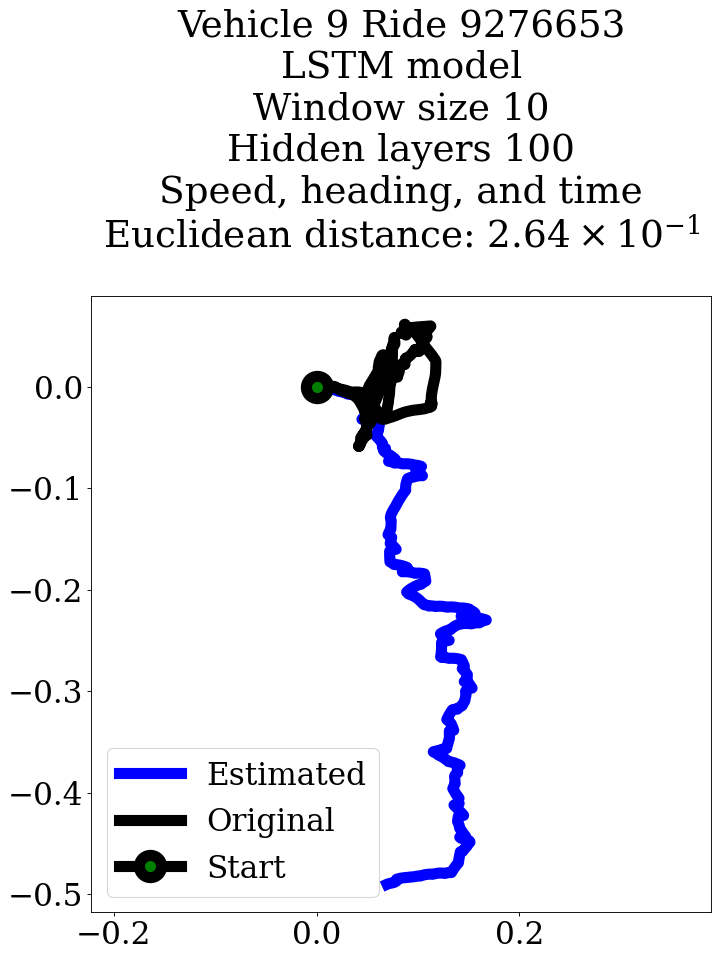 Vehicle 9 Ride 9276653
LSTM model
Window size 10
Hidden layers 100
Speed, heading, and time
Euclidean distance: 2.64 × 10⁻¹
0.0
−0.1
−0.2
−0.3
−0.4
−0.5
Estimated
Original
Start
−0.2 0.0 0.2